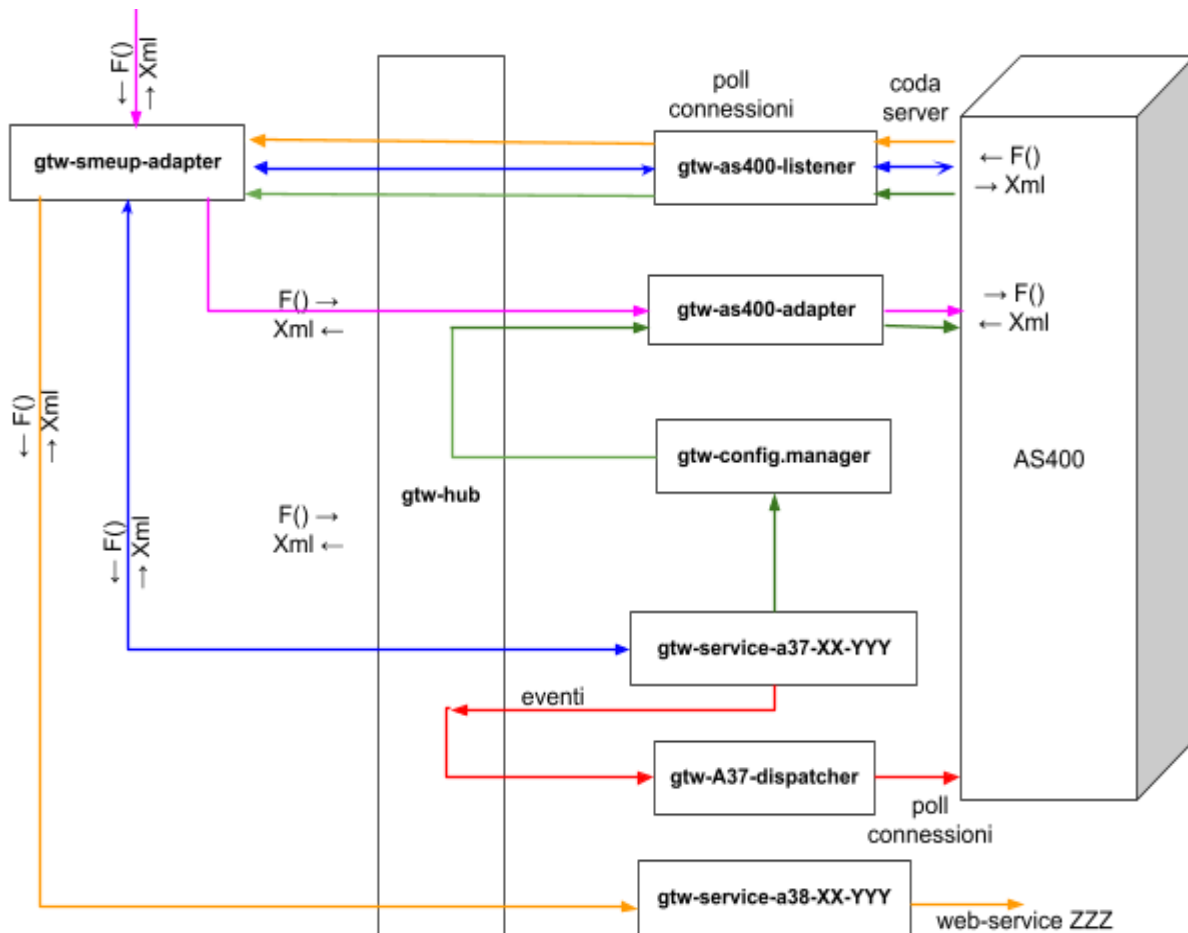 ← F()
→ Xml
gtw-smeup-adapter
poll
connessioni
coda
server
gtw-as400-listener
← F()
→ Xml
F() →
Xml ←
gtw-as400-adapter
→ F()
← Xml
← F()
→ Xml
gtw-config.manager
AS400
gtw-hub
F() →
Xml ←
← F()
→ Xml
gtw-service-a37-XX-YYY
eventi
gtw-A37-dispatcher
poll
connessioni
gtw-service-a38-XX-YYY
web-service ZZZ